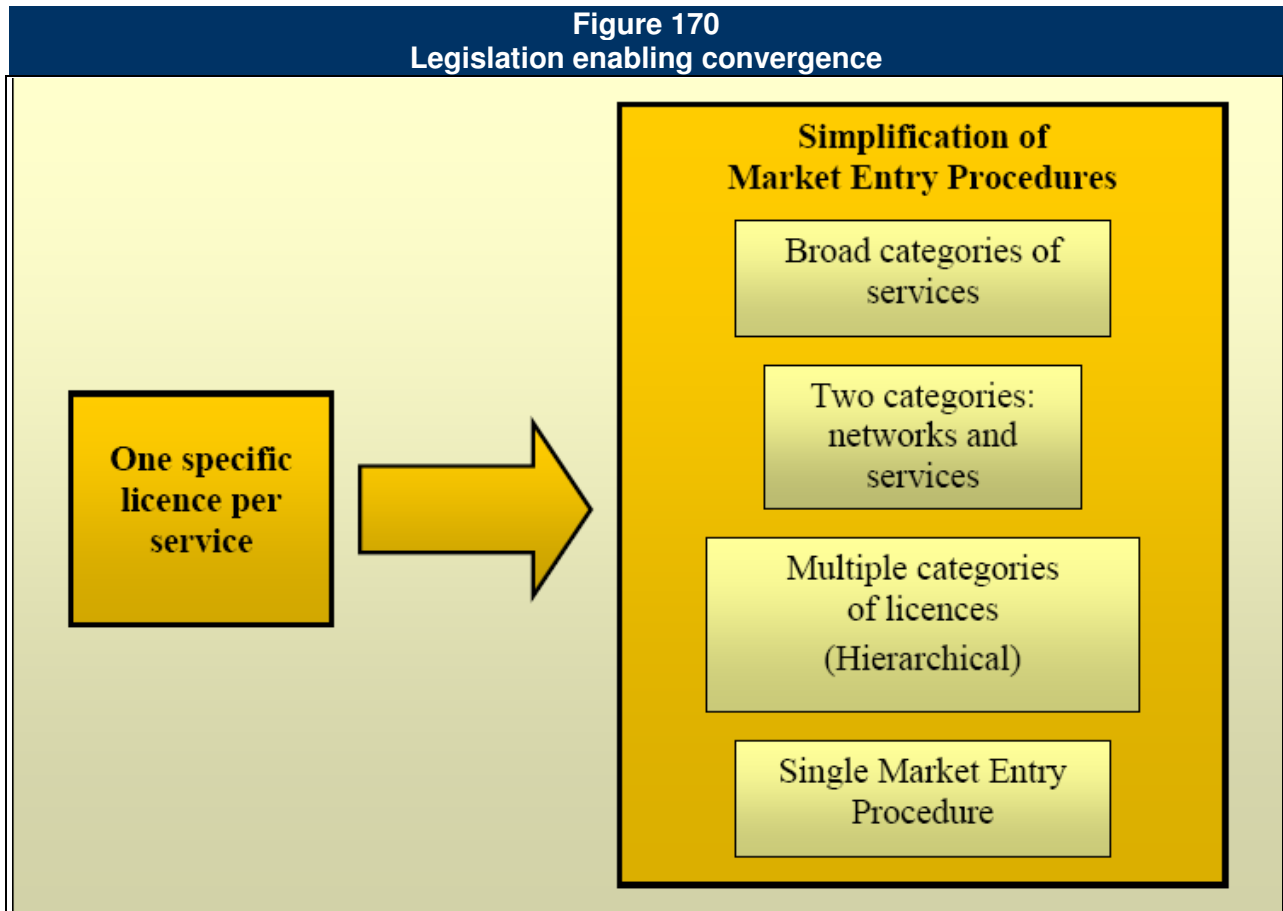 Figure 170
Legislation enabling convergence
One specific
licence per
service
Simplification of
Market Entry Procedures
Broad categories of
services
Two categories:
networks and
services
Multiple categories
of licences
(Hierarchical)
Single Market Entry
Procedure